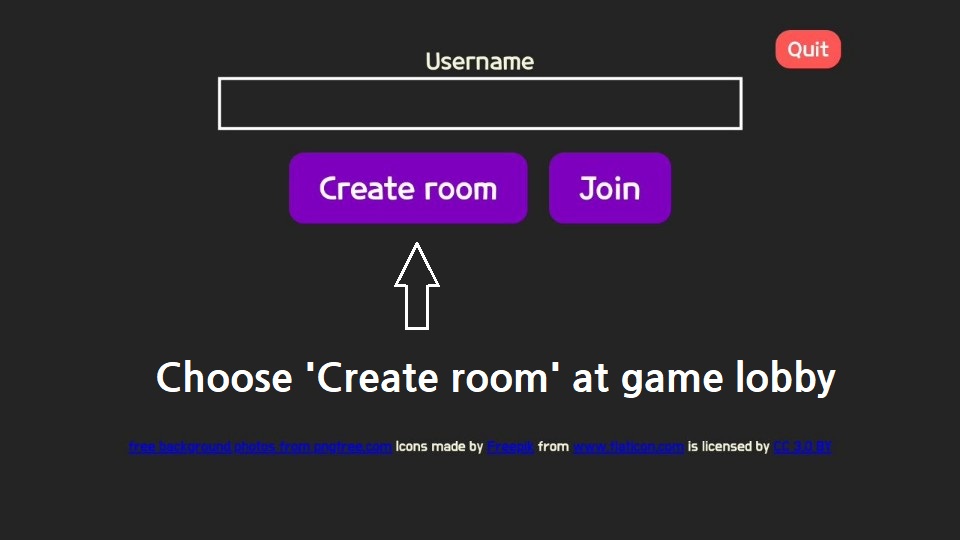 Quit
Username
Create room Join
Choose 'Create room' at game lobby
free background photos from pngtree.com Icons made by Freepik from www.flaticon.com is licensed by CC 3.0 BY